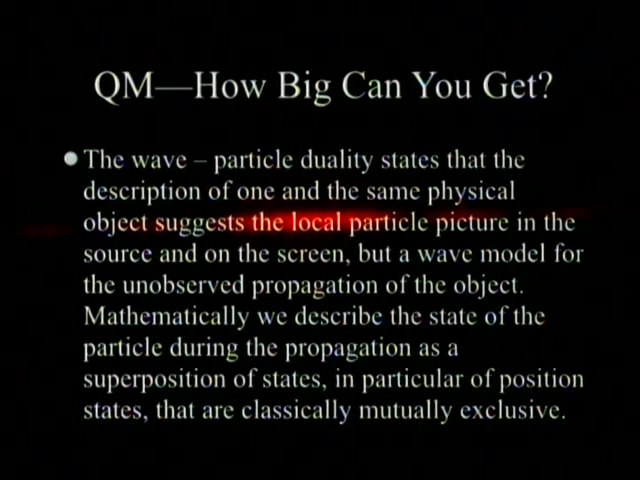 QM—How Big Can You Get?
The wave – particle duality states that the
description of one and the same physical
object suggests the local particle picture in the
source and on the screen, but a wave model for
the unobserved propagation of the object.
Mathematically we describe the state of the
particle during the propagation as a
superposition of states, in particular of position
states, that are classically mutually exclusive.